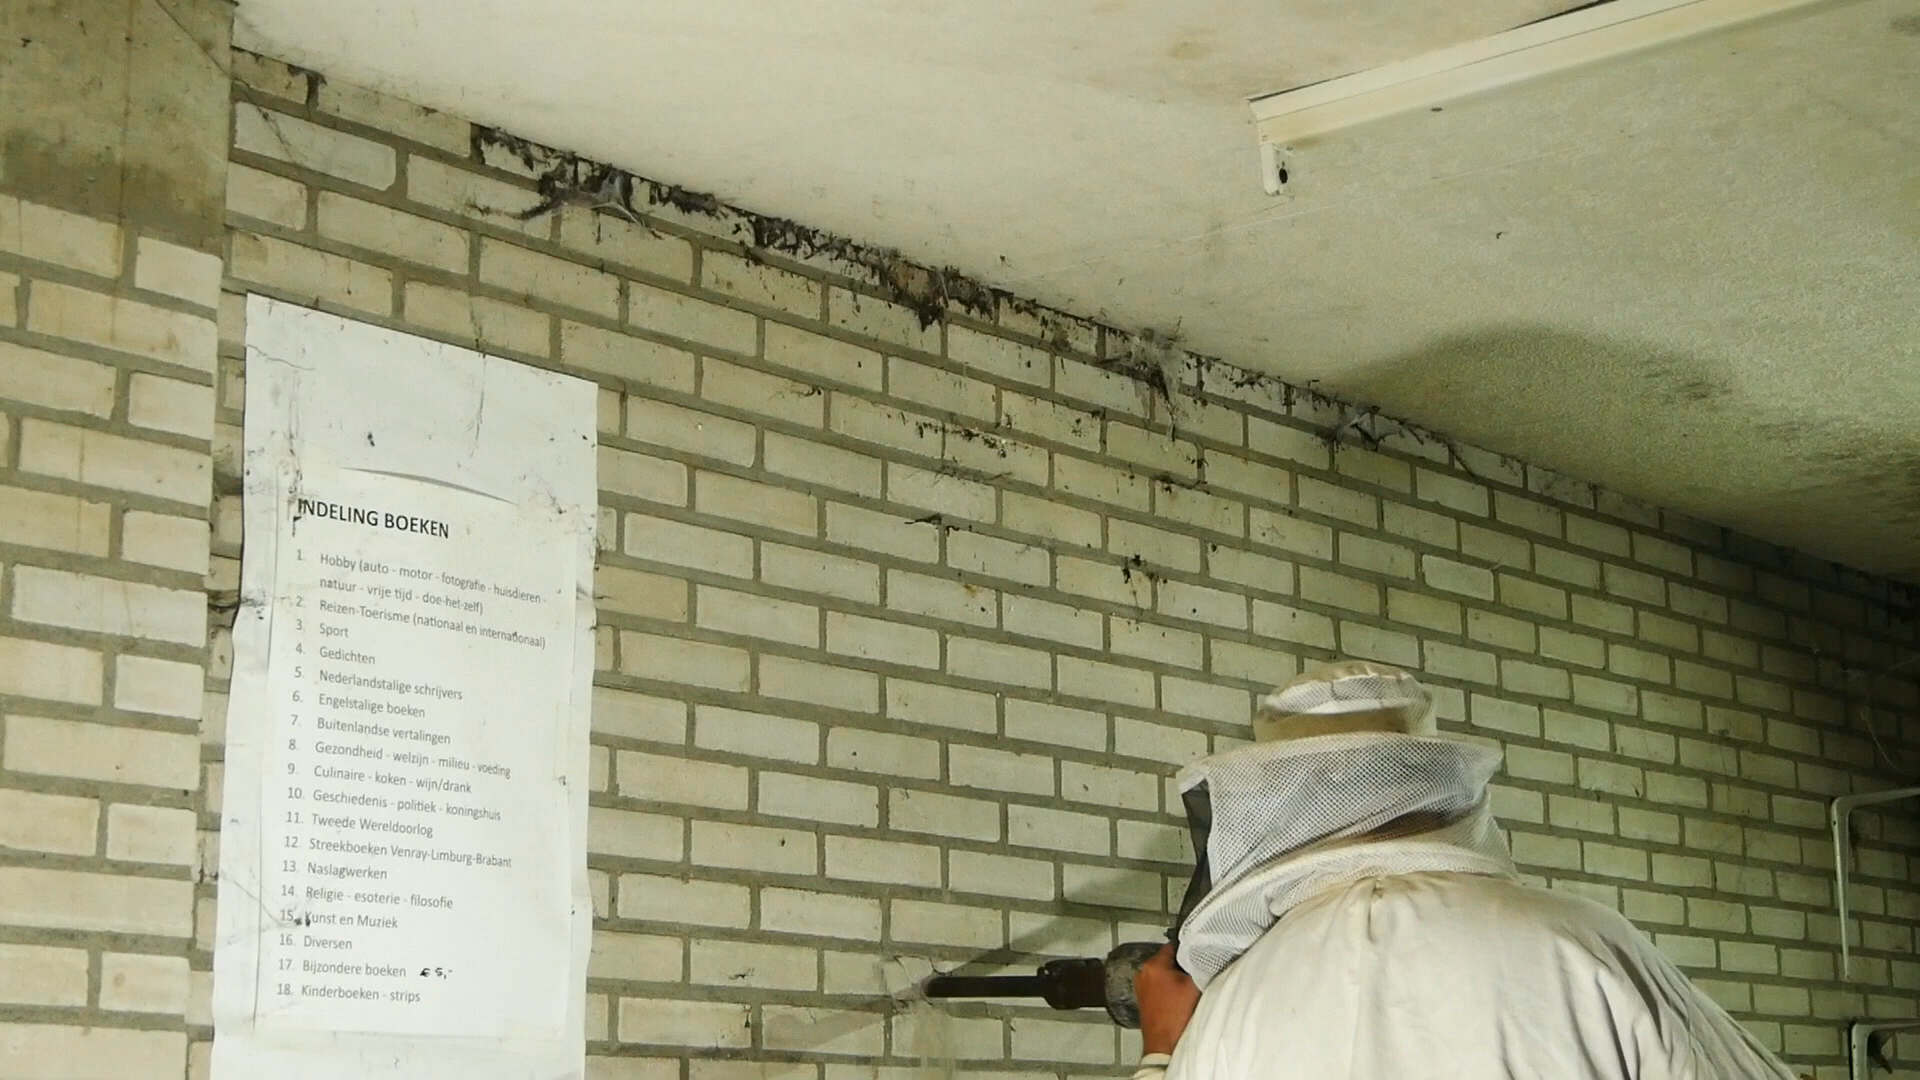 INDELING BOEKEN
1. Hobby (auto - motor - fotografie - huisdieren -
natuur - vrije tijd - doe-het-zelf)
2. Reizen-Toerisme (nationaal en internationaal)
3. Sport
4. Gedichten
5. Nederlandstalige schrijvers
6. Engelstalige boeken
7. Buitenlandse vertalingen
8. Gezondheid - welzijn - milieu - voeding
9. Culinaire - koken - wijn/drank
10. Geschiedenis - politiek - koningshuis
11. Tweede Wereldoorlog
12. Streekboeken Venray-Limburg-Brabant
13. Naslagwerken
14. Religie - esoterie - filosofie
15. Kunst en Muziek
16. Diversen
17. Bijzondere boeken € 5,-
18. Kinderboeken - strips